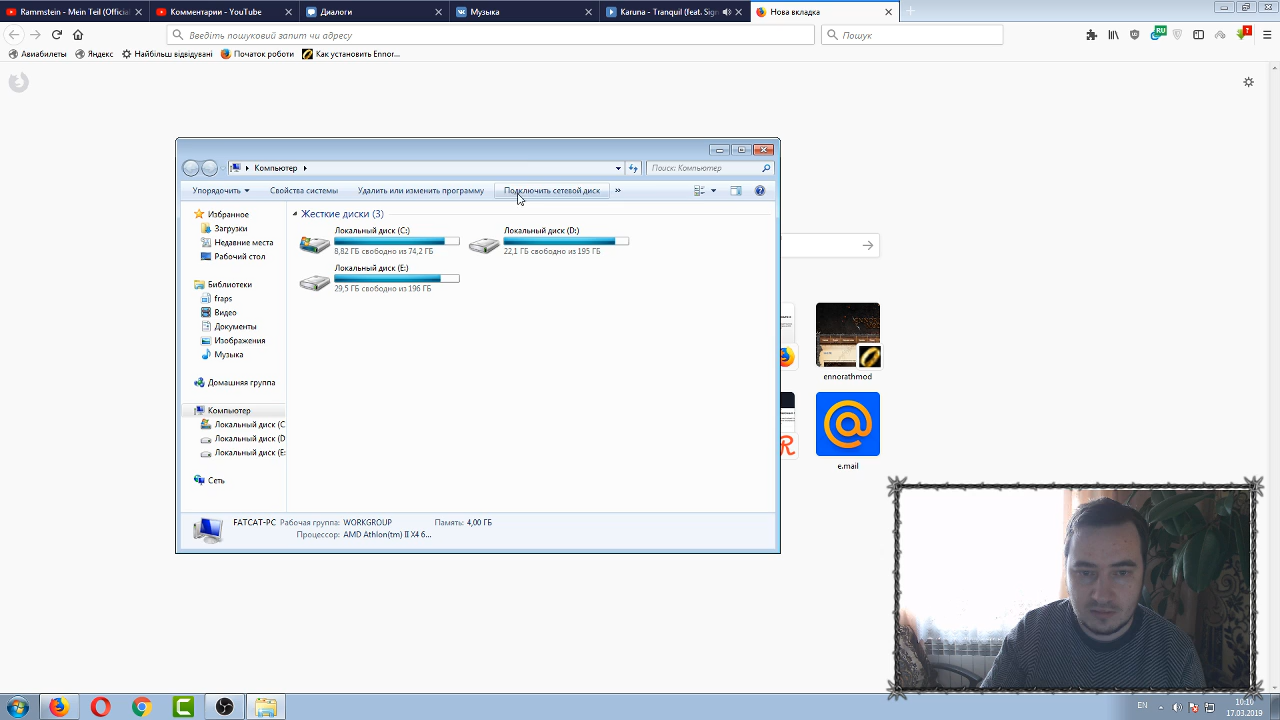 Rammstein - Mein Teil (Official
Комментарии - YouTube
Диалоги
Музыка
Karuna - Tranquil (feat. Sign
Нова вкладка
Введіть пошуковий запит чи адресу
Пошук
Авиабилеты
Яндекс
Найбільш відвідувані
Початок роботи
Как установить Ennor...
RU
7
Компьютер
Поиск: Компьютер
Упорядочить
Свойства системы
Удалить или изменить программу
Подключить сетевой диск
»
Избранное
Загрузки
Недавние места
Рабочий стол
Библиотеки
fraps
Видео
Документы
Изображения
Музыка
Домашняя группа
Компьютер
Локальный диск (C
Локальный диск (D
Локальный диск (E:
Сеть
Жесткие диски (3)
Локальный диск (C:)
8,82 ГБ свободно из 74,2 ГБ
Локальный диск (D:)
22,1 ГБ свободно из 195 ГБ
Локальный диск (E:)
29,5 ГБ свободно из 196 ГБ
FATCAT-PC
Рабочая группа: WORKGROUP
Память: 4,00 ГБ
Процессор: AMD Athlon(tm) II X4 6...
ennorathmod
e.mail
EN
10:10
17.03.2019